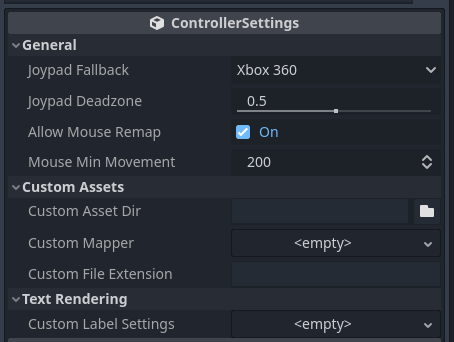 ControllerSettings
General
Joypad Fallback Xbox 360
Joypad Deadzone 0.5
Allow Mouse Remap On
Mouse Min Movement 200
Custom Assets
Custom Asset Dir
Custom Mapper <empty>
Custom File Extension
Text Rendering
Custom Label Settings <empty>